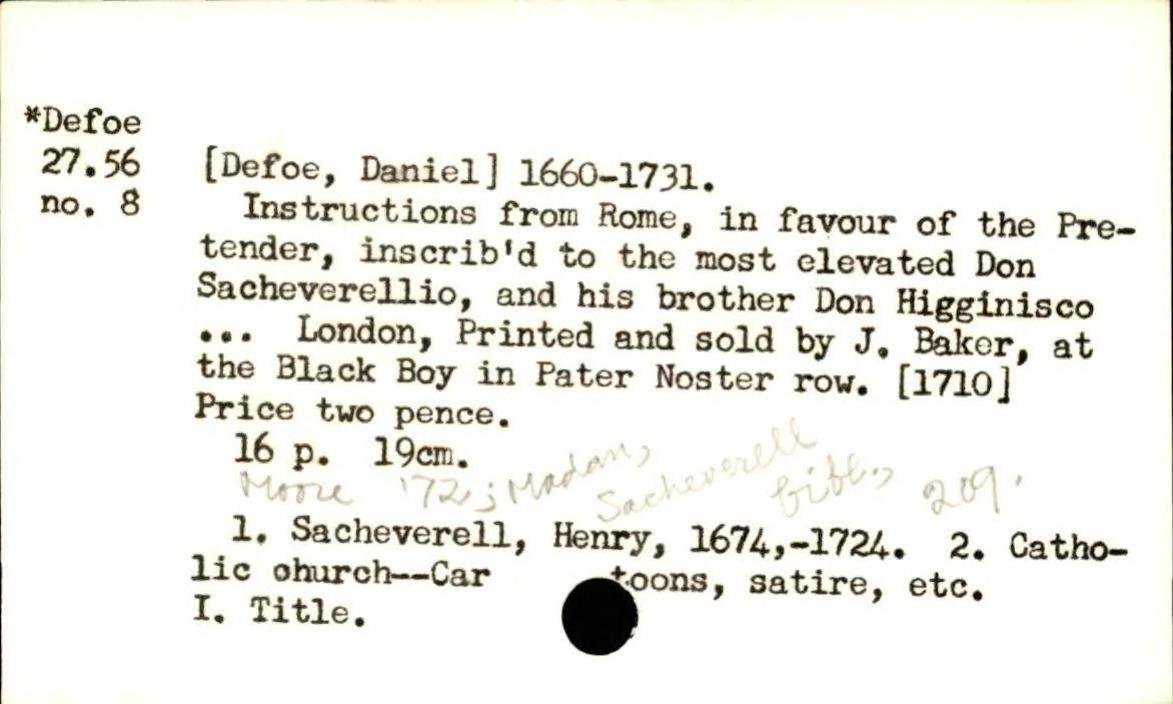 *Defoe
27.56 [Defoe, Daniel] 1660-1731.
no. 8 Instructions from Rome, in favour of the Pre-
tender, inscrib'd to the most elevated Don
Sacheverellio, and his brother Don Higginisco
... London, Printed and sold by J. Baker, at
the Black Boy in Pater Noster row. [1710]
Price two pence.
16 p. 19cm.
Moore '72; Madan, Sacheverell bibl., 209.
1. Sacheverell, Henry, 1674,-1724. 2. Catho-
lic church--Car toons, satire, etc.
I. Title.